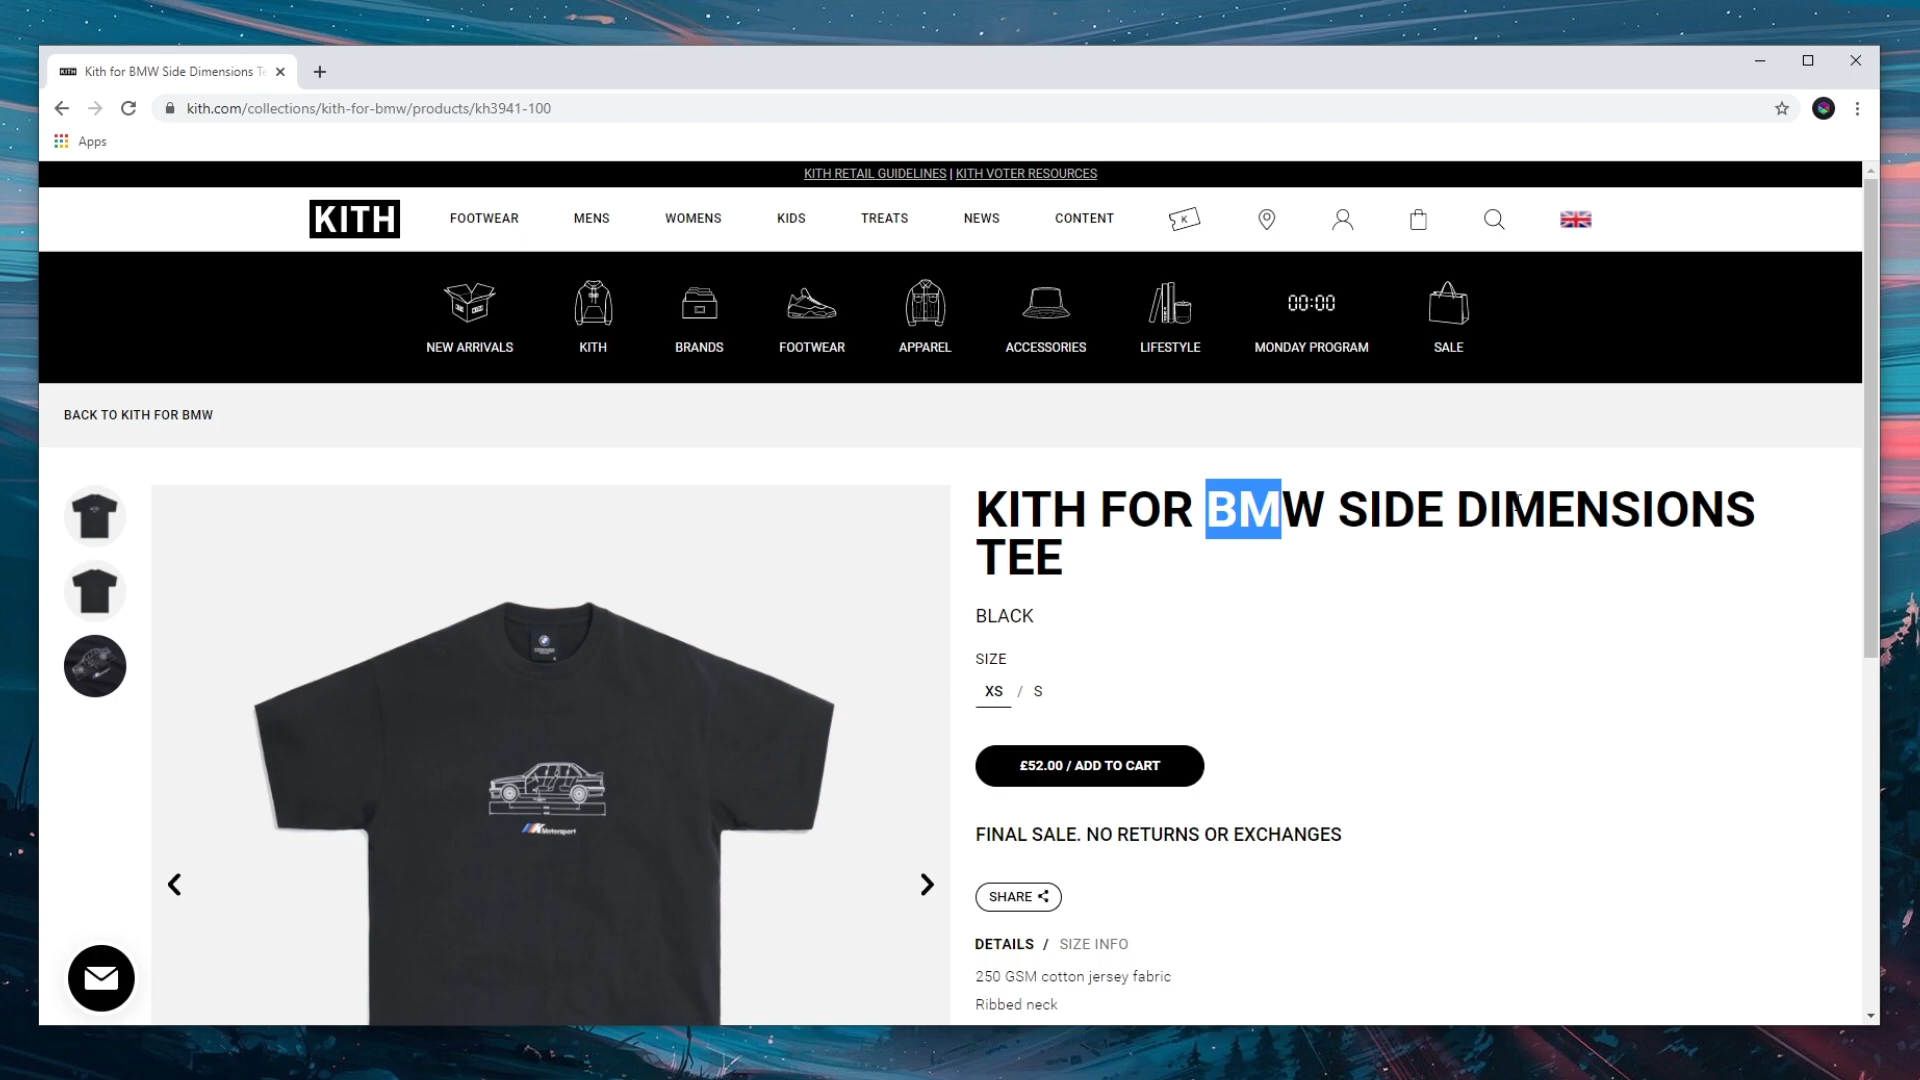 KITH
Kith for BMW Side Dimensions Te
kith.com/collections/kith-for-bmw/products/kh3941-100
Apps
KITH RETAIL GUIDELINES | KITH VOTER RESOURCES
KITH FOOTWEAR MENS WOMENS KIDS TREATS NEWS CONTENT K
00:00
NEW ARRIVALS KITH BRANDS FOOTWEAR APPAREL ACCESSORIES LIFESTYLE MONDAY PROGRAM SALE
BACK TO KITH FOR BMW
KITH FOR BMW SIDE DIMENSIONS
TEE
BLACK
SIZE
XS / S
£52.00 / ADD TO CART
Motorsport
FINAL SALE. NO RETURNS OR EXCHANGES
SHARE
DETAILS / SIZE INFO
250 GSM cotton jersey fabric
Ribbed neck